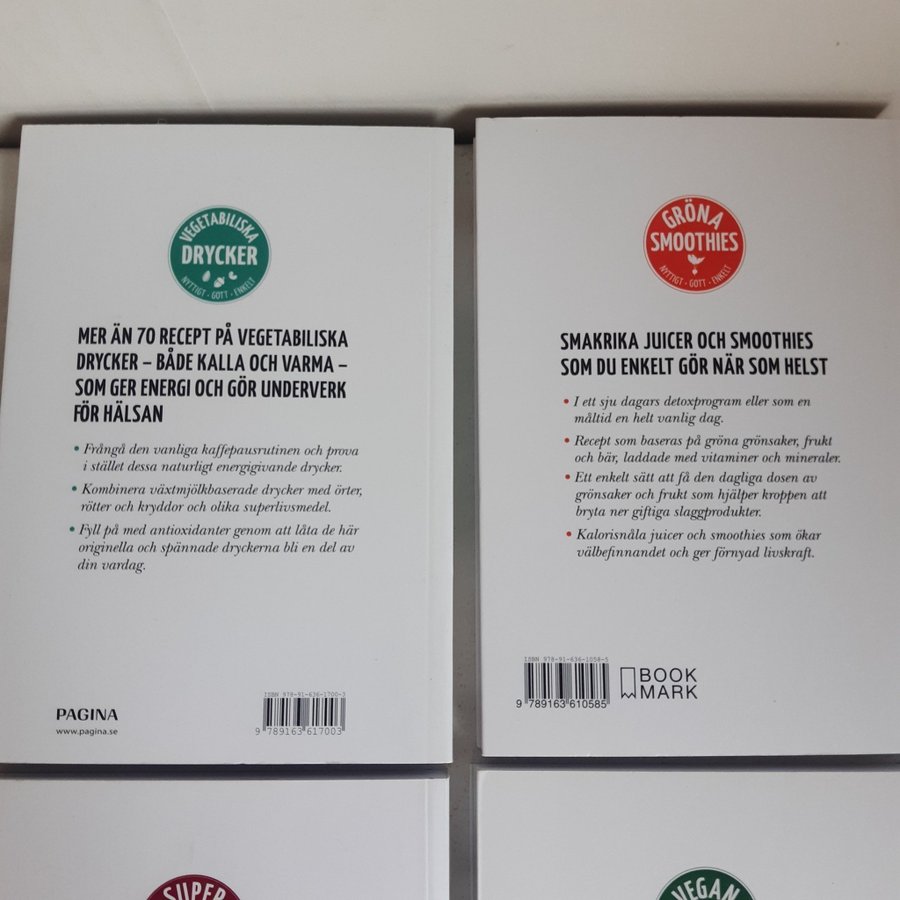 VEGETABILISKA
DRYCKER
NYTTIGT · GOTT · ENKELT
MER ÄN 70 RECEPT PÅ VEGETABILISKA
DRYCKER – BÅDE KALLA OCH VARMA –
SOM GER ENERGI OCH GÖR UNDERVERK
FÖR HÄLSAN
• Frångå den vanliga kaffepausrutinen och prova
i stället dessa naturligt energigivande drycker.
• Kombinera växtmjölkbaserade drycker med örter,
rötter och kryddor och olika superlivsmedel.
• Fyll på med antioxidanter genom att låta de här
originella och spännade dryckerna bli en del av
din vardag.
PAGINA
www.pagina.se
ISBN 978-91-636-1700-3
9 789163 617003
GRÖNA
SMOOTHIES
NYTTIGT · GOTT · ENKELT
SMAKRIKA JUICER OCH SMOOTHIES
SOM DU ENKELT GÖR NÄR SOM HELST
• I ett sju dagars detoxprogram eller som en
måltid en helt vanlig dag.
• Recept som baseras på gröna grönsaker, frukt
och bär, laddade med vitaminer och mineraler.
• Ett enkelt sätt att få den dagliga dosen av
grönsaker och frukt som hjälper kroppen att
bryta ner giftiga slaggprodukter.
• Kalorisnåla juicer och smoothies som ökar
välbefinnandet och ger förnyad livskraft.
ISBN 978-91-636-1058-5
9 789163 610585
BOOK
MARK
SUPER
VEGAN